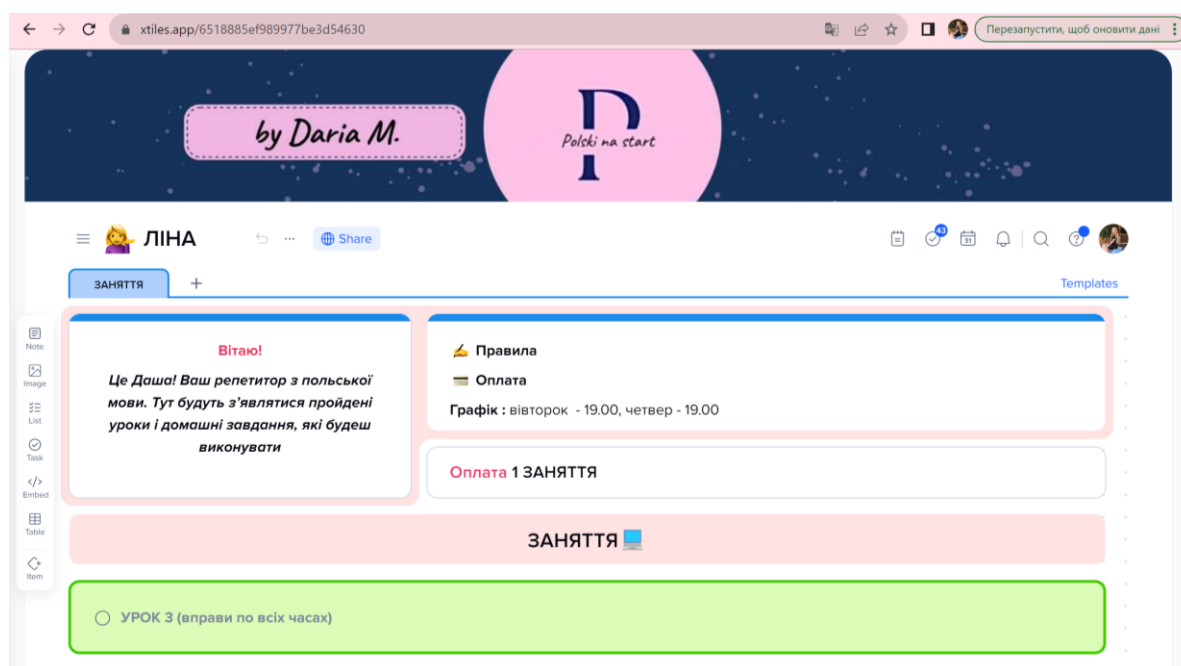 xtiles.app/6518885ef989977be3d54630
Перезапустити, щоб оновити дані
by Daria M.
P
Polski na start
ЛІНА
Share
43
31
ЗАНЯТТЯ
+
Templates
Note
Image
List
Task
Embed
Table
Item
Вітаю!
Це Даша! Ваш репетитор з польської
мови. Тут будуть з’являтися пройдені
уроки і домашні завдання, які будеш
виконувати
Правила
Оплата
Графік : вівторок - 19.00, четвер - 19.00
Оплата 1 ЗАНЯТТЯ
ЗАНЯТТЯ
УРОК 3 (вправи по всіх часах)